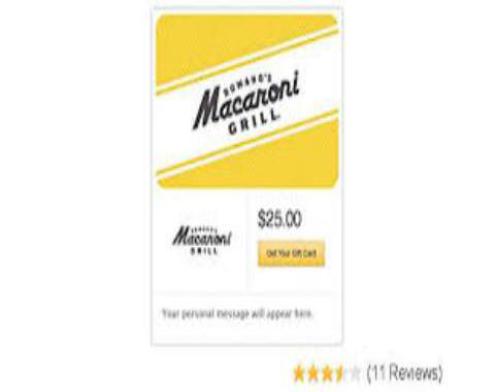 ROMANO'S
Macaroni
GRILL
$25.00
Macaroni
GRILL
Get Your Gift Card
Your personal message will appear here.
(11 Reviews)